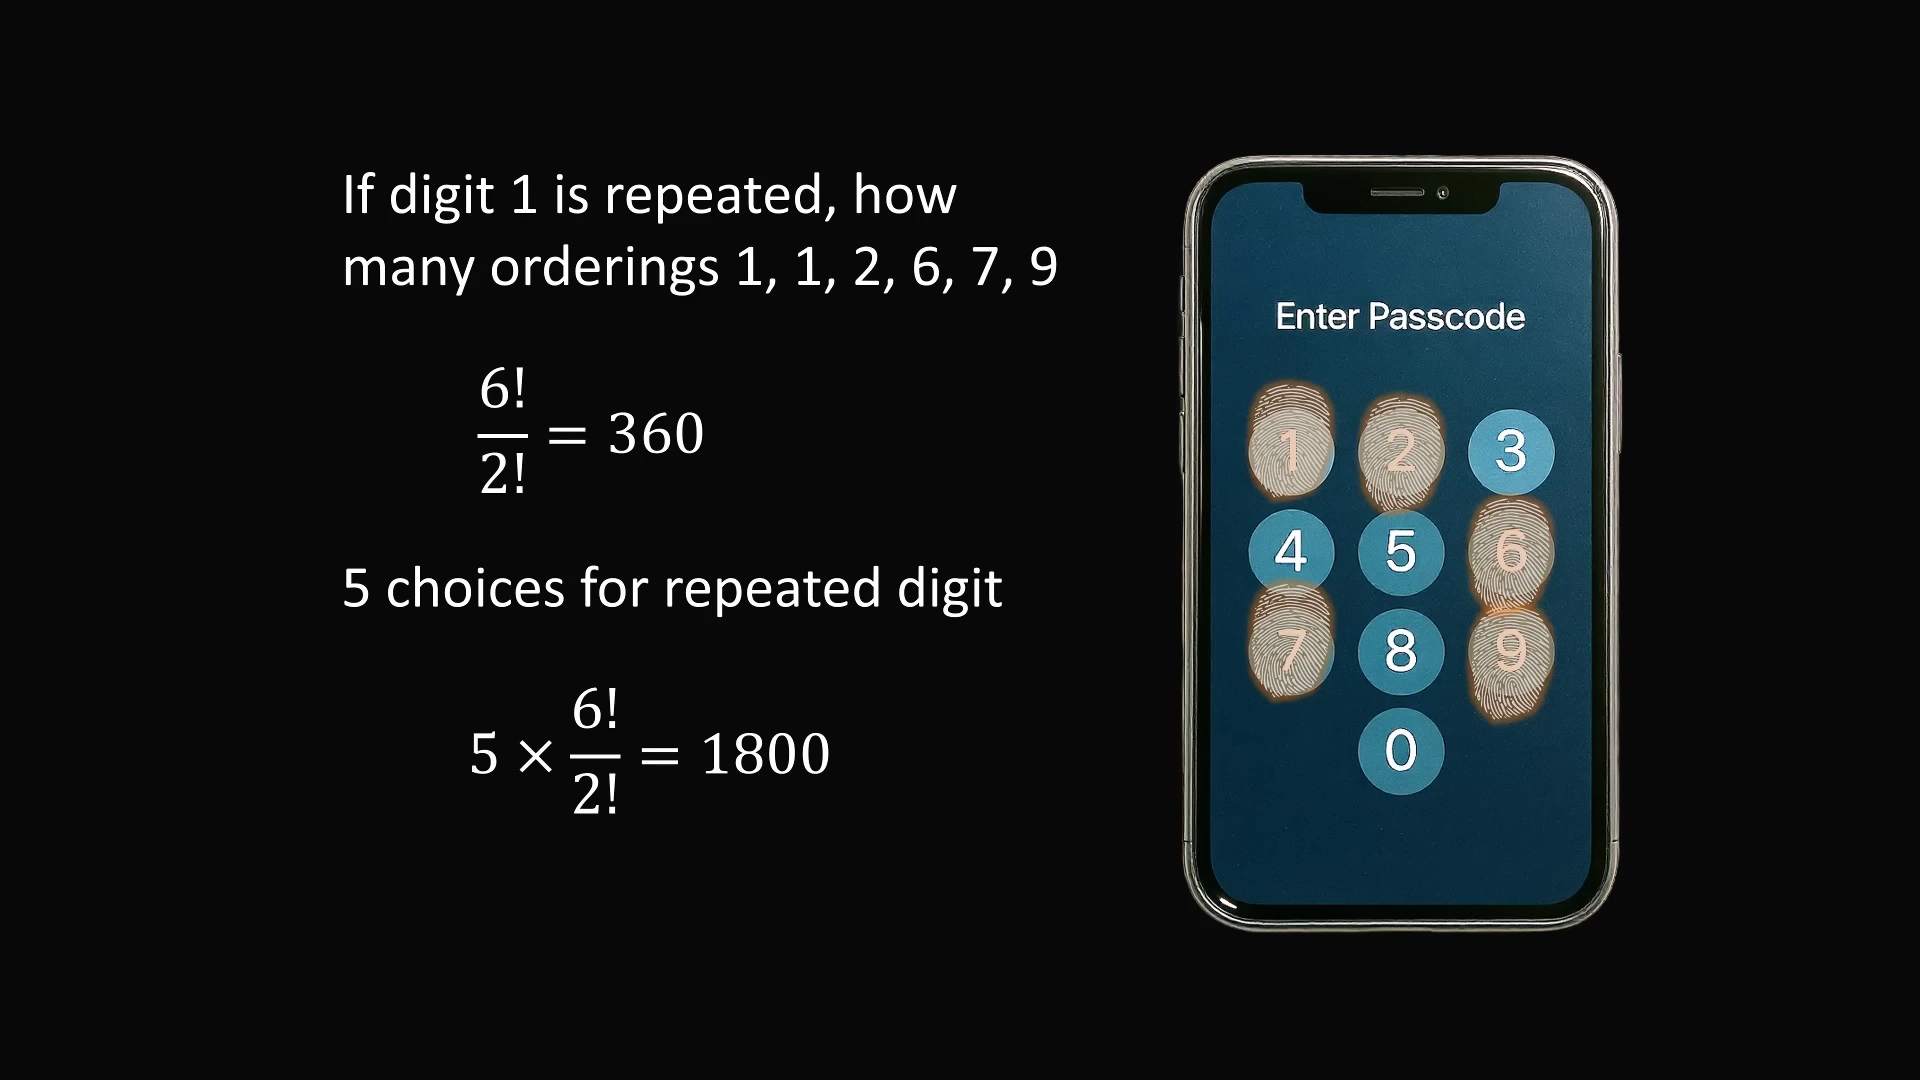 If digit 1 is repeated, how
many orderings 1, 1, 2, 6, 7, 9
6!
2!
= 360
5 choices for repeated digit
5 ×
6!
2!
= 1800
Enter Passcode
1 2 3
4 5 6
7 8 9
0